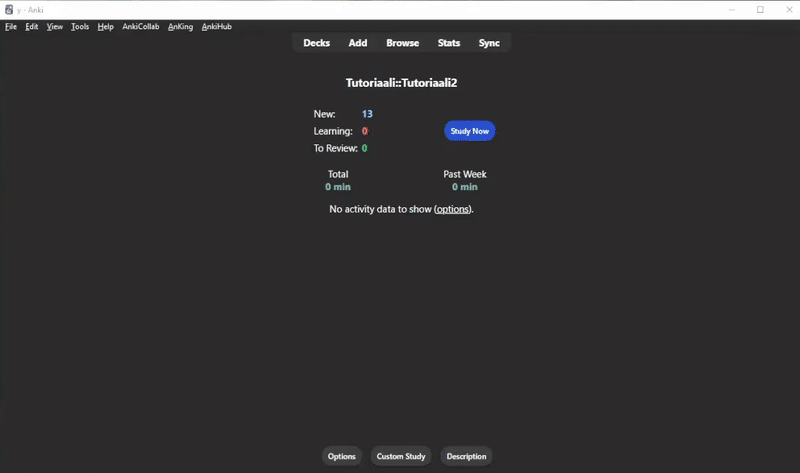 y - Anki
File Edit View Tools Help AnkiCollab AnKing AnkiHub
Decks Add Browse Stats Sync
Tutoriaali::Tutoriaali2
New: 13
Learning: 0
To Review: 0
Study Now
Total
0 min
Past Week
0 min
No activity data to show (options).
Options Custom Study Description